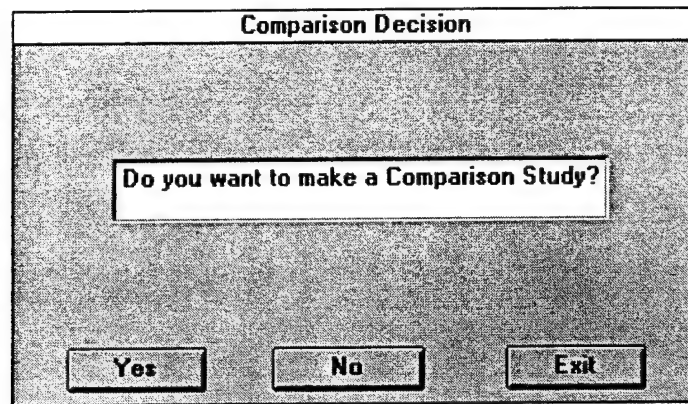 Comparison Decision
Do you want to make a Comparison Study?
Yes No Exit